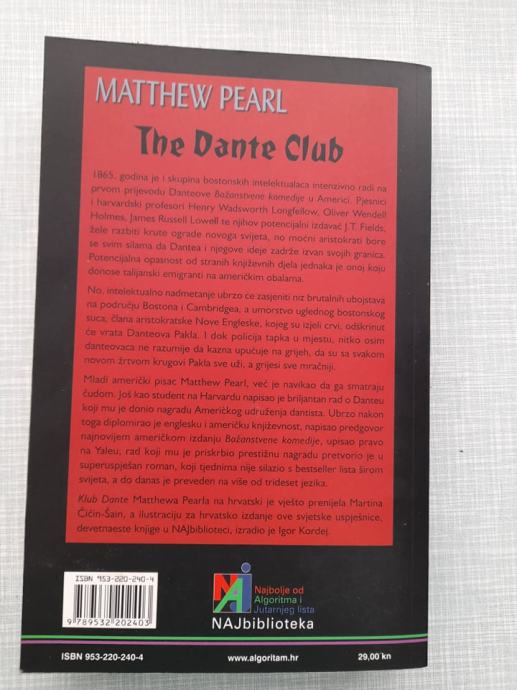 MATTHEW PEARL
The Dante Club
1865. godina je i skupina bostonskih intelektualaca intenzivno radi na
prvom prijevodu Danteove Božanstvene komedije u Americi. Pjesnici
i harvardski profesori Henry Wadsworth Longfellow, Oliver Wendell
Holmes, James Russell Lowell te njihov potencijalni izdavač J.T. Fields,
žele razbiti krute ograde novoga svijeta, no moćni aristokrati bore
se svim silama da Dantea i njegove ideje zadrže izvan svojih granica.
Potencijalna opasnost od stranih književnih djela jednaka je onoj koju
donose talijanski emigranti na američkim obalama.
No, intelektualno nadmetanje ubrzo će zasjeniti niz brutalnih ubojstava
na području Bostona i Cambridgea, a umorstvo uglednog bostonskog
suca, člana aristokratske Nove Engleske, kojeg su izjeli crvi, odškrinut
će vrata Danteova Pakla. I dok policija tapka u mjestu, nitko osim
danteovaca ne razumije da kazna upućuje na grijeh, da su sa svakom
novom žrtvom krugovi Pakla sve uži, a grijesi sve mračniji.
Mladi američki pisac Matthew Pearl, već je navikao da ga smatraju
čudom. Još kao student na Harvardu napisao je briljantan rad o Danteu
koji mu je donio nagradu Američkog udruženja dantista. Ubrzo nakon
toga diplomirao je englesku i američku književnost, napisao predgovor
najnovijem američkom izdanju Božanstvene komedije, upisao pravo
na Yaleu, rad koji mu je priskrbio prestižnu nagradu pretvorio je u
superuspješan roman, koji tjednima nije silazio s bestseller lista širom
svijeta, a do danas je preveden na više od trideset jezika.
Klub Dante Matthewa Pearla na hrvatski je vješto prenijela Martina
Čičin-Šain, a ilustraciju za hrvatsko izdanje ove svjetske uspješnice,
devetnaeste knjige u NAJbiblioteci, izradio je Igor Kordej.
ISBN 953-220-240-4
9 789532 202403
NAJ
Najbolje od
Algoritma i
Jutarnjeg lista
NAJbiblioteka
ISBN 953-220-240-4
www.algoritam.hr
29,00 kn